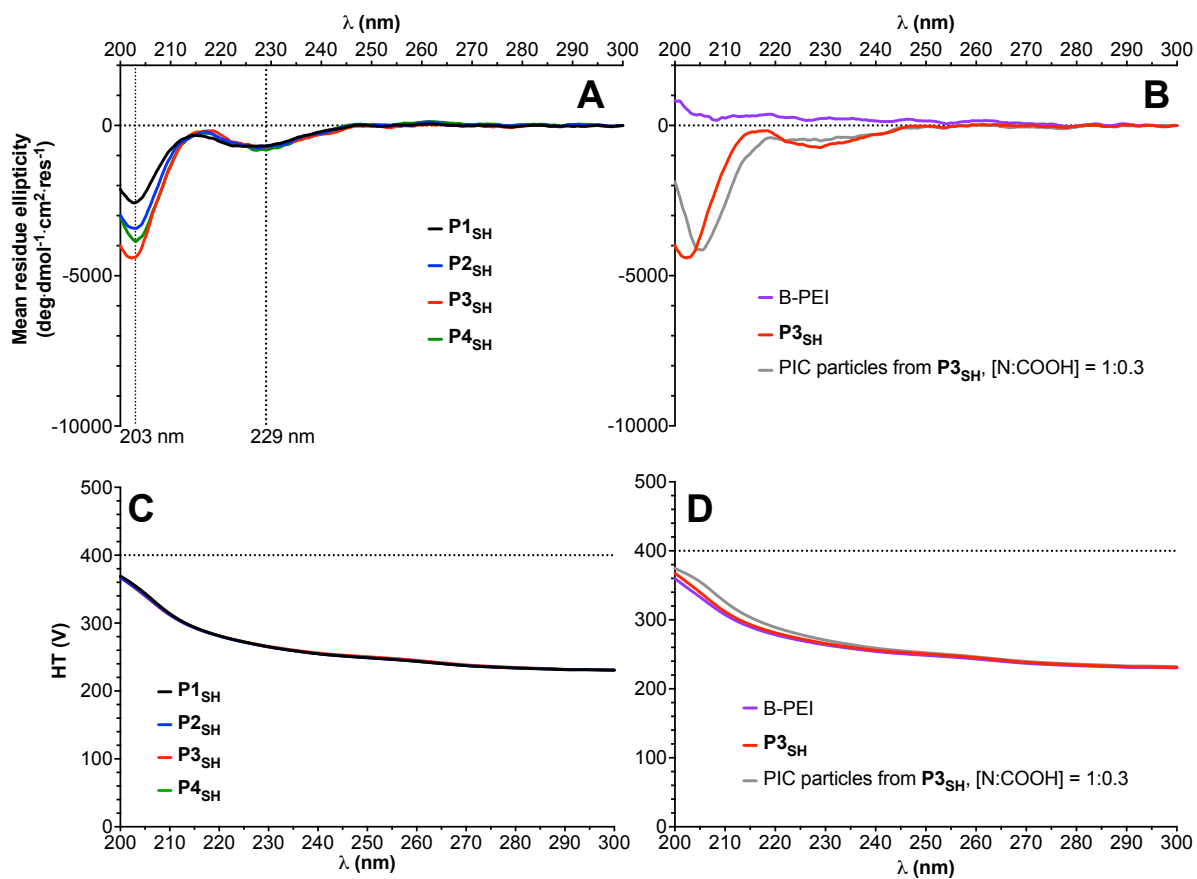 λ (nm)
200 210 220 230 240 250 260 270 280 290 300
A
0
-5000
-10000
Mean residue ellipticity
(deg·dmol⁻¹·cm²·res⁻¹)
P1SH
P2SH
P3SH
P4SH
203 nm
229 nm
λ (nm)
200 210 220 230 240 250 260 270 280 290 300
B
0
-5000
-10000
B-PEI
P3SH
PIC particles from P3SH, [N:COOH] = 1:0.3
C
500
400
300
200
100
0
HT (V)
P1SH
P2SH
P3SH
P4SH
200 210 220 230 240 250 260 270 280 290 300
λ (nm)
D
500
400
300
200
100
0
B-PEI
P3SH
PIC particles from P3SH, [N:COOH] = 1:0.3
200 210 220 230 240 250 260 270 280 290 300
λ (nm)